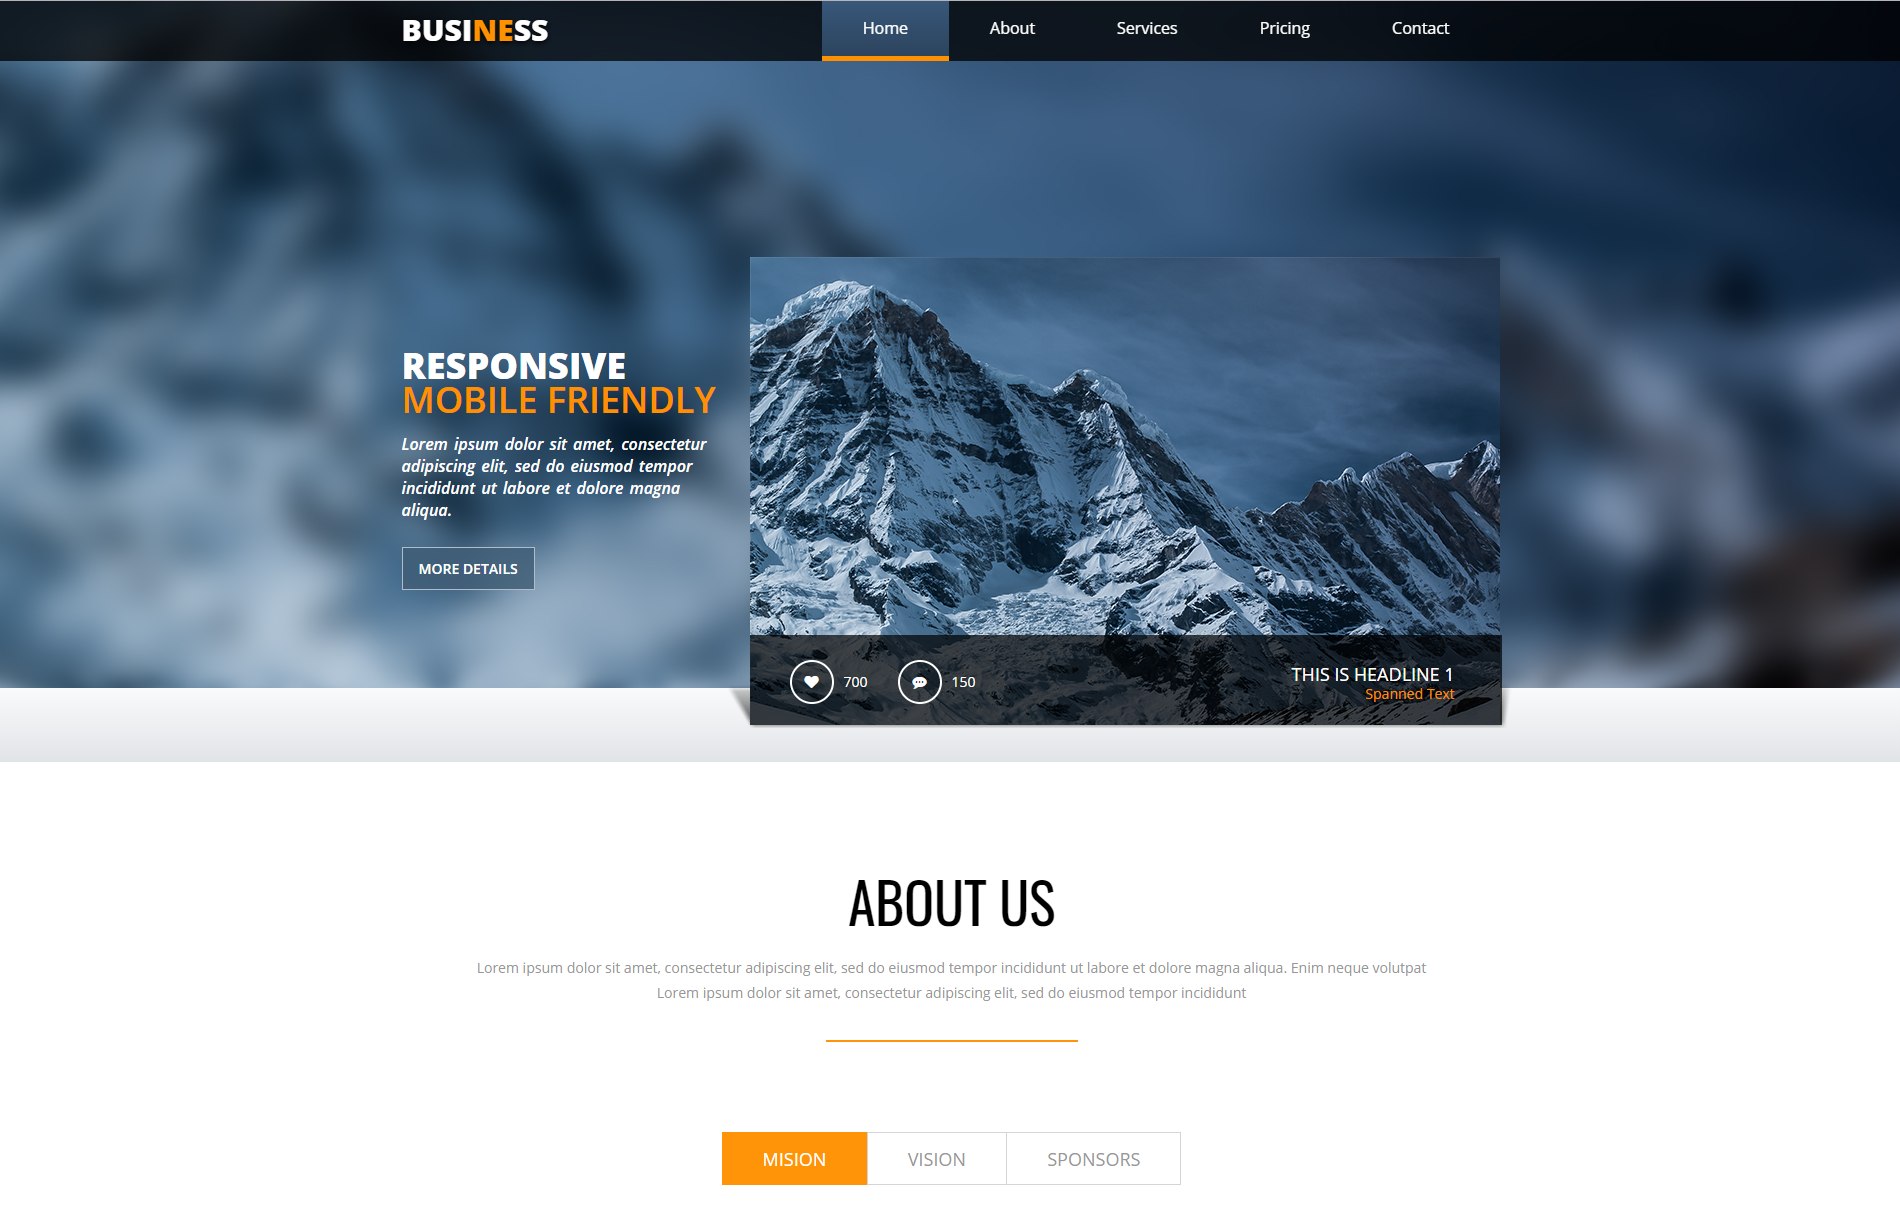 BUSINESS
Home About Services Pricing Contact
RESPONSIVE
MOBILE FRIENDLY
Lorem ipsum dolor sit amet, consectetur
adipiscing elit, sed do eiusmod tempor
incididunt ut labore et dolore magna
aliqua.
MORE DETAILS
700 150
THIS IS HEADLINE 1
Spanned Text
ABOUT US
Lorem ipsum dolor sit amet, consectetur adipiscing elit, sed do eiusmod tempor incididunt ut labore et dolore magna aliqua. Enim neque volutpat
Lorem ipsum dolor sit amet, consectetur adipiscing elit, sed do eiusmod tempor incididunt
MISION VISION SPONSORS